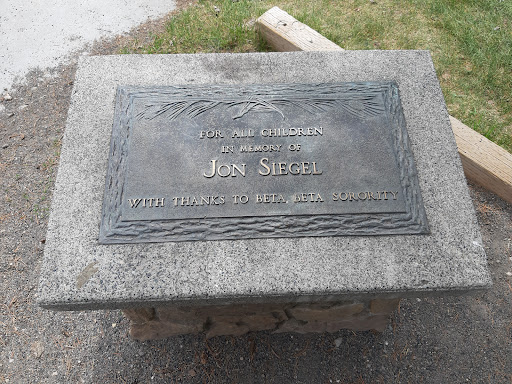 FOR ALL CHILDREN
IN MEMORY OF
JON SIEGEL
WITH THANKS TO BETA, BETA SORORITY